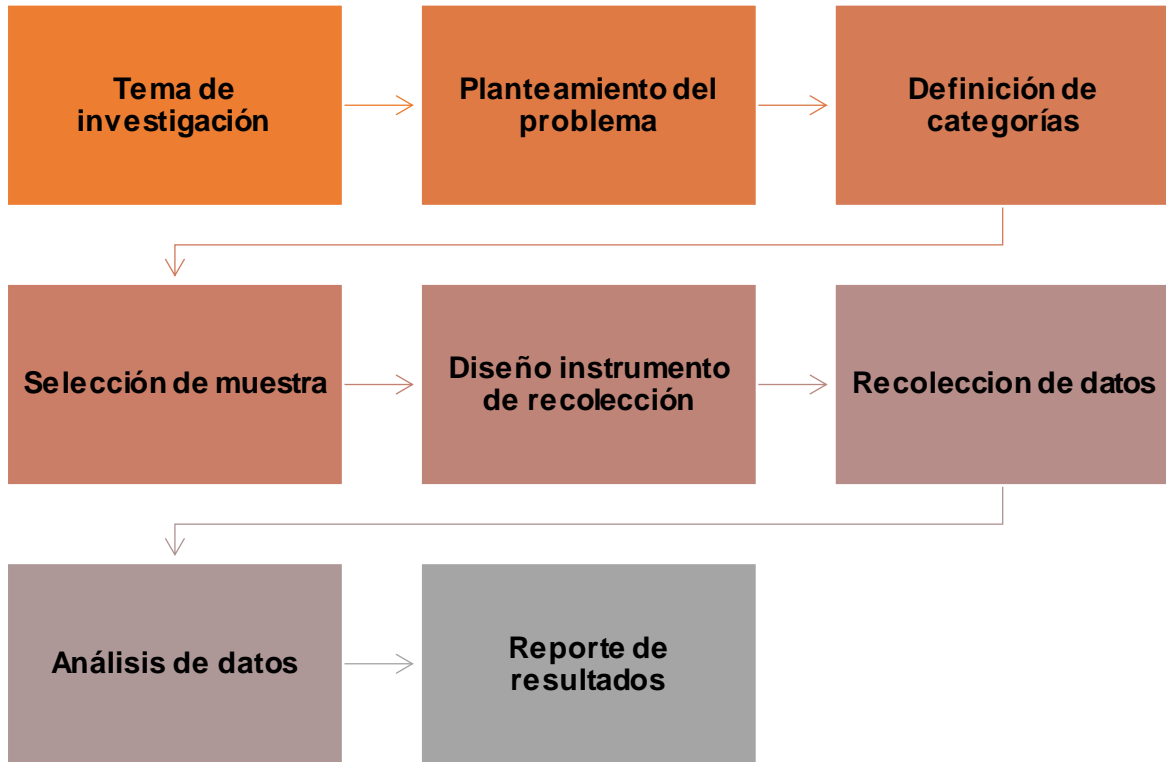 Tema de
investigación
Planteamiento del
problema
Definición de
categorías
Selección de muestra
Diseño instrumento
de recolección
Recoleccion de datos
Análisis de datos
Reporte de
resultados